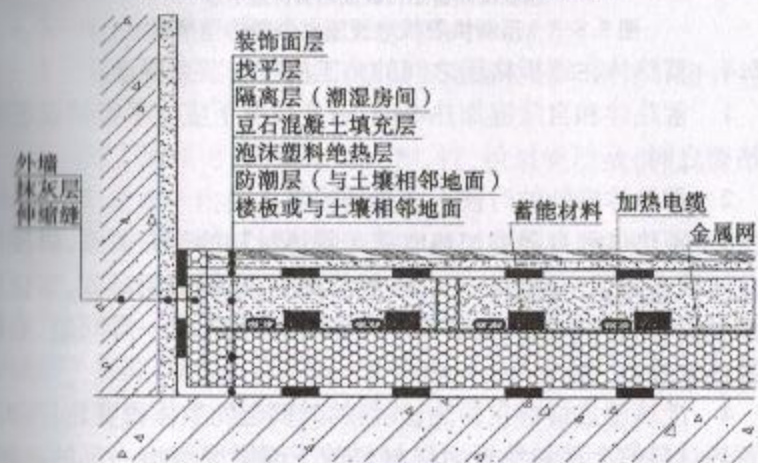 装饰面层
找平层
隔离层（潮湿房间）
豆石混凝土填充层
泡沫塑料绝热层
防潮层（与土壤相邻地面）
楼板或与土壤相邻地面
外墙
抹灰层
伸缩缝
蓄能材料
加热电缆
金属网